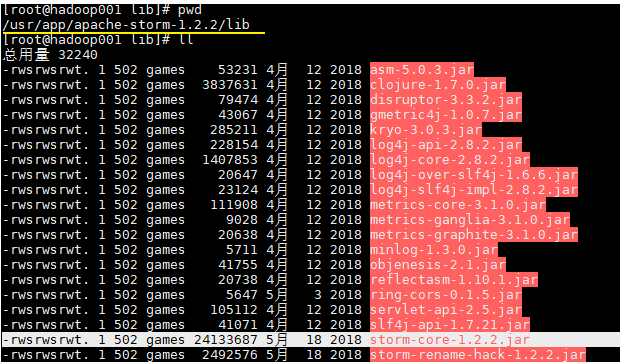 [root@hadoop001 lib]# pwd
/usr/app/apache-storm-1.2.2/lib
[root@hadoop001 lib]# ll
总用量 32240
-rwsrwsrwt. 1 502 games 53231 4月 12 2018 asm-5.0.3.jar
-rwsrwsrwt. 1 502 games 3837631 4月 12 2018 clojure-1.7.0.jar
-rwsrwsrwt. 1 502 games 79474 4月 12 2018 disruptor-3.3.2.jar
-rwsrwsrwt. 1 502 games 43067 4月 12 2018 gmetric4j-1.0.7.jar
-rwsrwsrwt. 1 502 games 285211 4月 12 2018 kryo-3.0.3.jar
-rwsrwsrwt. 1 502 games 228154 4月 12 2018 log4j-api-2.8.2.jar
-rwsrwsrwt. 1 502 games 1407853 4月 12 2018 log4j-core-2.8.2.jar
-rwsrwsrwt. 1 502 games 20647 4月 12 2018 log4j-over-slf4j-1.6.6.jar
-rwsrwsrwt. 1 502 games 23124 4月 12 2018 log4j-slf4j-impl-2.8.2.jar
-rwsrwsrwt. 1 502 games 111908 4月 12 2018 metrics-core-3.1.0.jar
-rwsrwsrwt. 1 502 games 9028 4月 12 2018 metrics-ganglia-3.1.0.jar
-rwsrwsrwt. 1 502 games 20638 4月 12 2018 metrics-graphite-3.1.0.jar
-rwsrwsrwt. 1 502 games 5711 4月 12 2018 minlog-1.3.0.jar
-rwsrwsrwt. 1 502 games 41755 4月 12 2018 objenesis-2.1.jar
-rwsrwsrwt. 1 502 games 20738 4月 12 2018 reflectasm-1.10.1.jar
-rwsrwsrwt. 1 502 games 5647 5月 3 2018 ring-cors-0.1.5.jar
-rwsrwsrwt. 1 502 games 105112 4月 12 2018 servlet-api-2.5.jar
-rwsrwsrwt. 1 502 games 41071 4月 12 2018 slf4j-api-1.7.21.jar
-rwsrwsrwt. 1 502 games 24133687 5月 18 2018 storm-core-1.2.2.jar
-rwsrwsrwt. 1 502 games 2492576 5月 18 2018 storm-rename-hack-1.2.2.jar